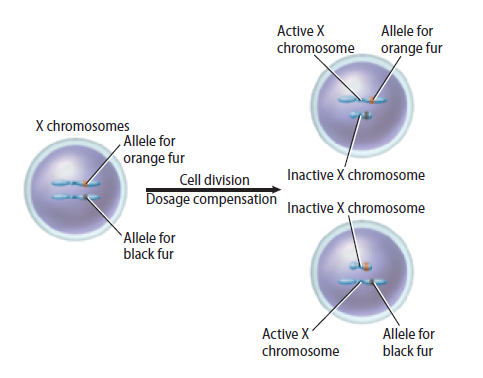 X chromosomes
Allele for
orange fur
Allele for
black fur
Cell division
Dosage compensation
Active X
chromosome
Allele for
orange fur
Inactive X chromosome
Inactive X chromosome
Active X
chromosome
Allele for
black fur